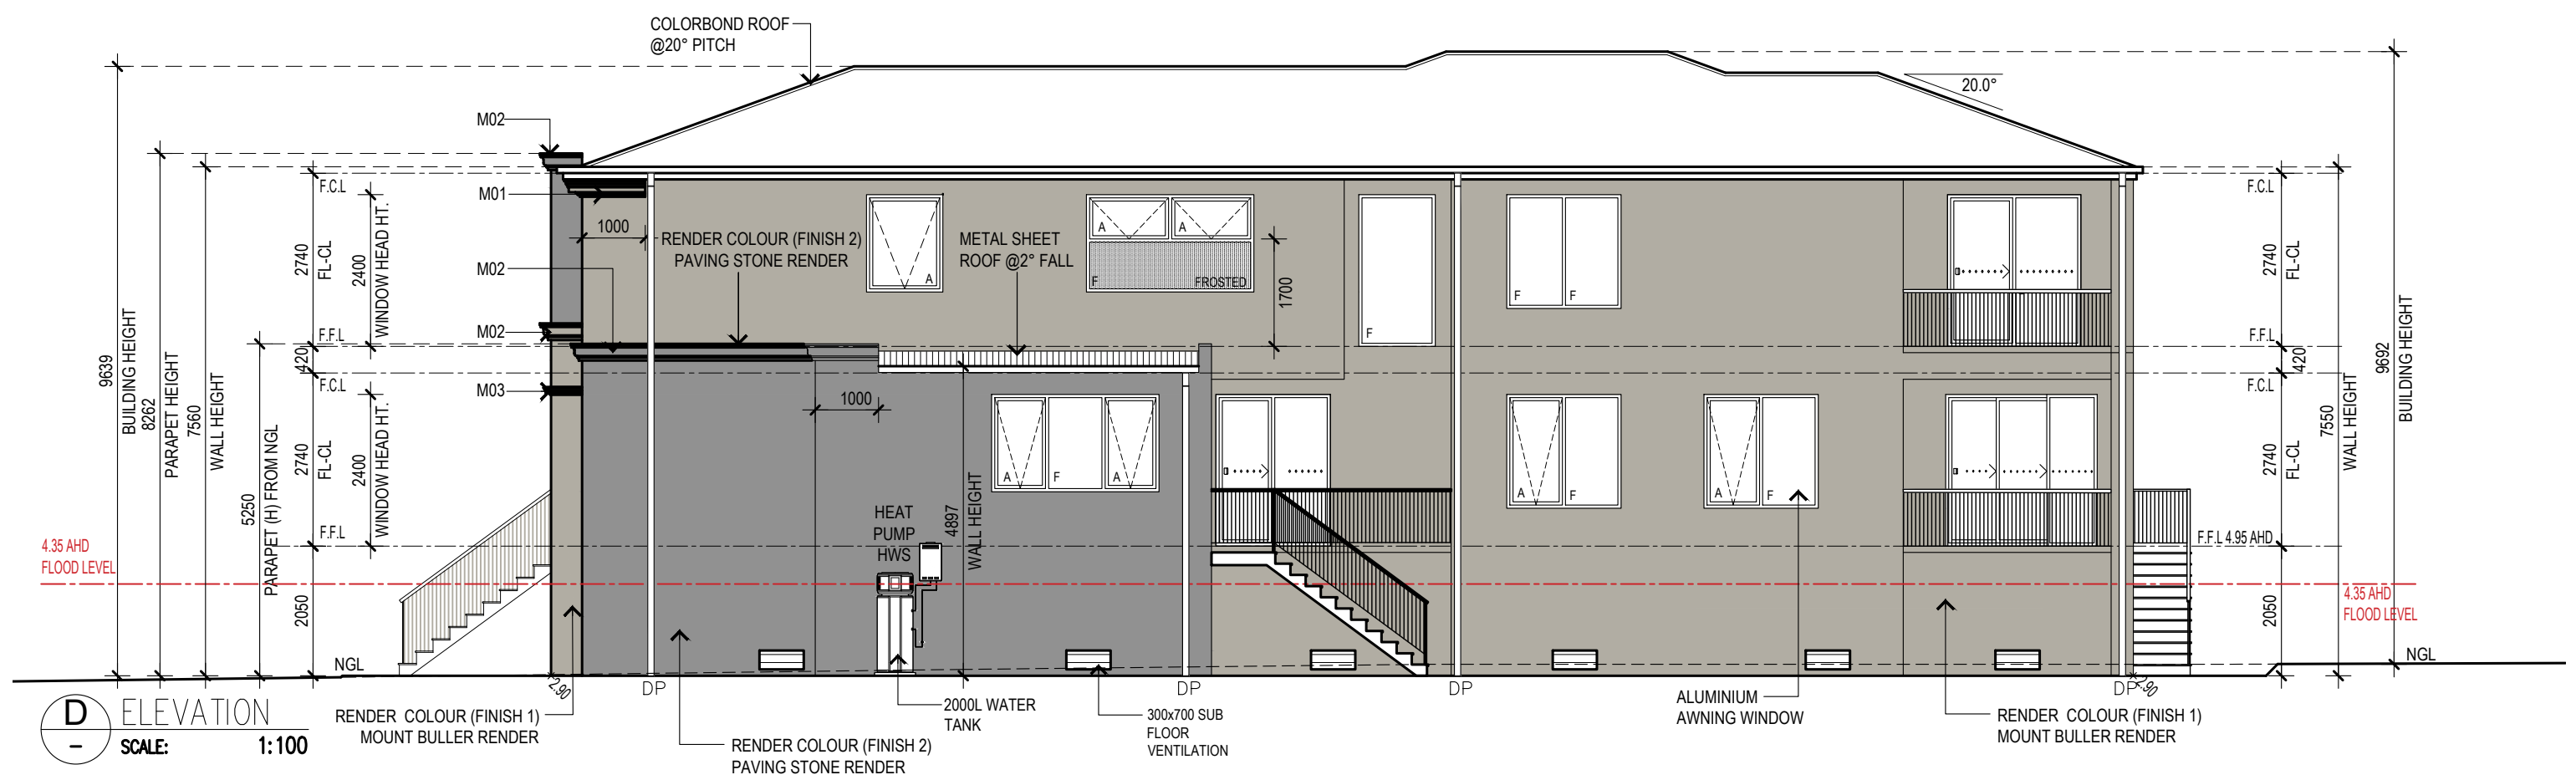 COLORBOND ROOF
@20° PITCH
20.0°
M02
M01
M02
M02
M03
F.C.L
F.F.L
F.C.L
F.F.L
1000
RENDER COLOUR (FINISH 2)
PAVING STONE RENDER
METAL SHEET
ROOF @2° FALL
A
A
A
F
FROSTED
1700
F
F
F
F.C.L
F.F.L
F.C.L
F.F.L 4.95 AHD
9639
BUILDING HEIGHT
8262
PARAPET HEIGHT
7560
WALL HEIGHT
5250
PARAPET (H) FROM NGL
2740
FL-CL
420
2740
FL-CL
2050
2400
WINDOW HEAD HT.
2400
WINDOW HEAD HT.
1000
A
F
A
A
F
A
F
HEAT
PUMP
HWS
4897
WALL HEIGHT
2740
FL-CL
420
2740
FL-CL
2050
7550
WALL HEIGHT
9692
BUILDING HEIGHT
4.35 AHD
FLOOD LEVEL
4.35 AHD
FLOOD LEVEL
NGL
NGL
2.90
DP
DP
DP
DP
2.90
D
-
ELEVATION
SCALE: 1:100
RENDER COLOUR (FINISH 1)
MOUNT BULLER RENDER
RENDER COLOUR (FINISH 2)
PAVING STONE RENDER
2000L WATER
TANK
300x700 SUB
FLOOR
VENTILATION
ALUMINIUM
AWNING WINDOW
RENDER COLOUR (FINISH 1)
MOUNT BULLER RENDER